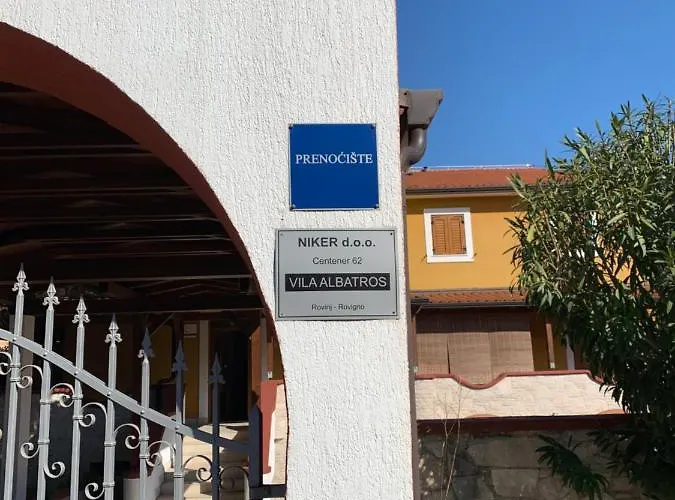 PRENOĆIŠTE
NIKER d.o.o.
Centener 62
VILA ALBATROS
Rovinj - Rovigno